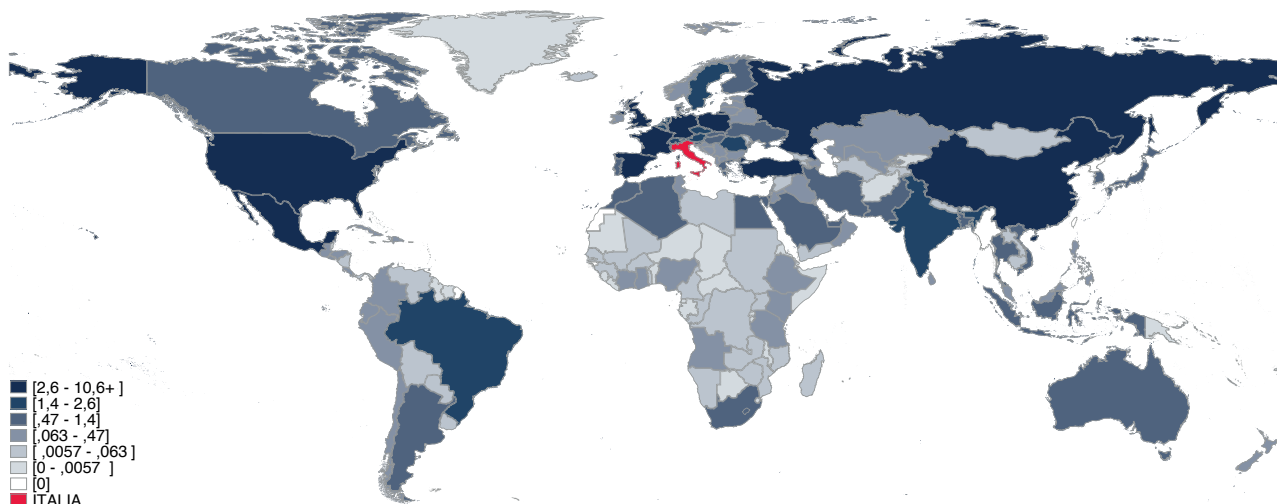 [2,6 - 10,6+ ]
[1,4 - 2,6]
[,47 - 1,4]
[,063 - ,47]
[ ,0057 - ,063 ]
[0 - ,0057  ]
[0]
ITALIA